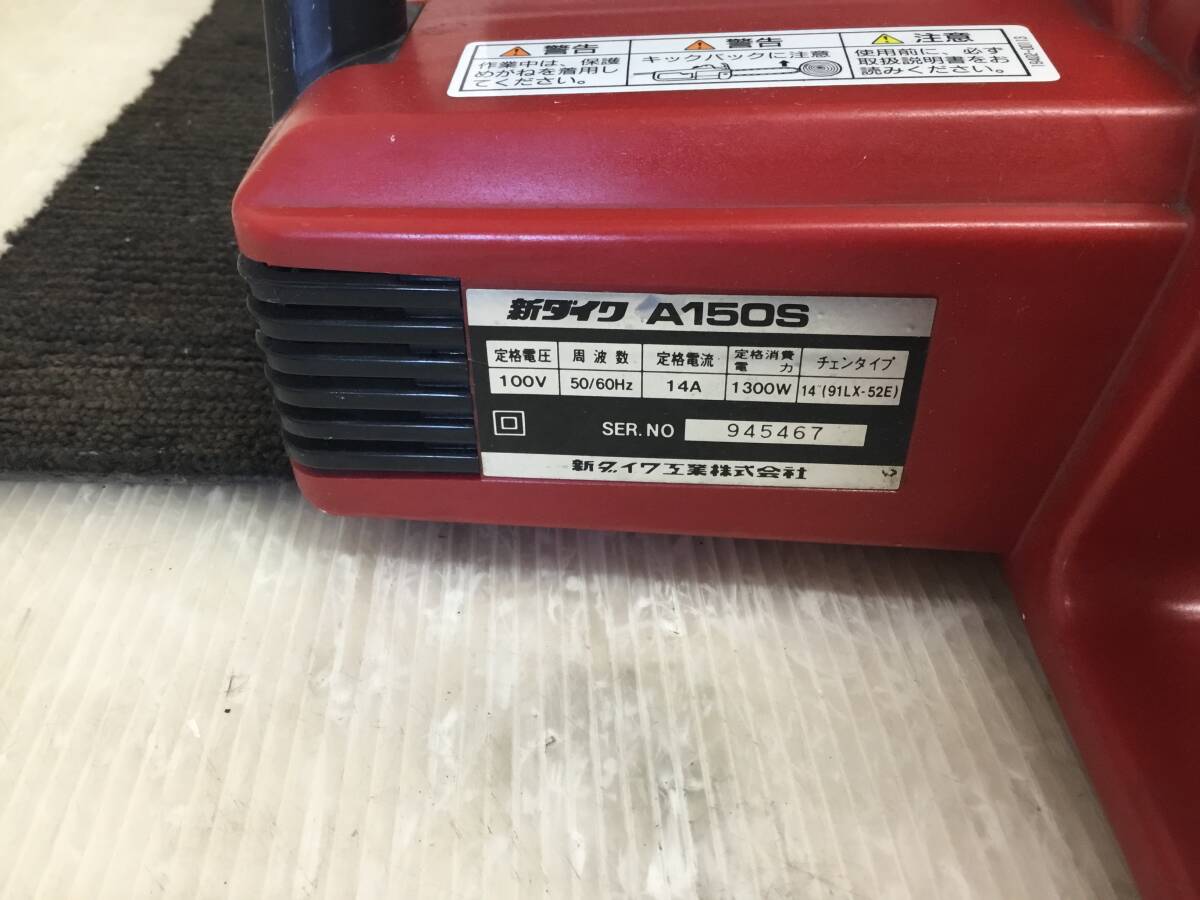 警告
作業中は、保護
めがねを着用し
てください。
警告
キックバックに注意
注意
使用前に、必ず
取扱説明書をお
読みください。
新ダイワ A150S
定格電圧 周波数 定格電流 定格消費電力 チェンタイプ
100V 50/60Hz 14A 1300W 14"(91LX-52E)
SER.NO 945467
新ダイワ工業株式会社